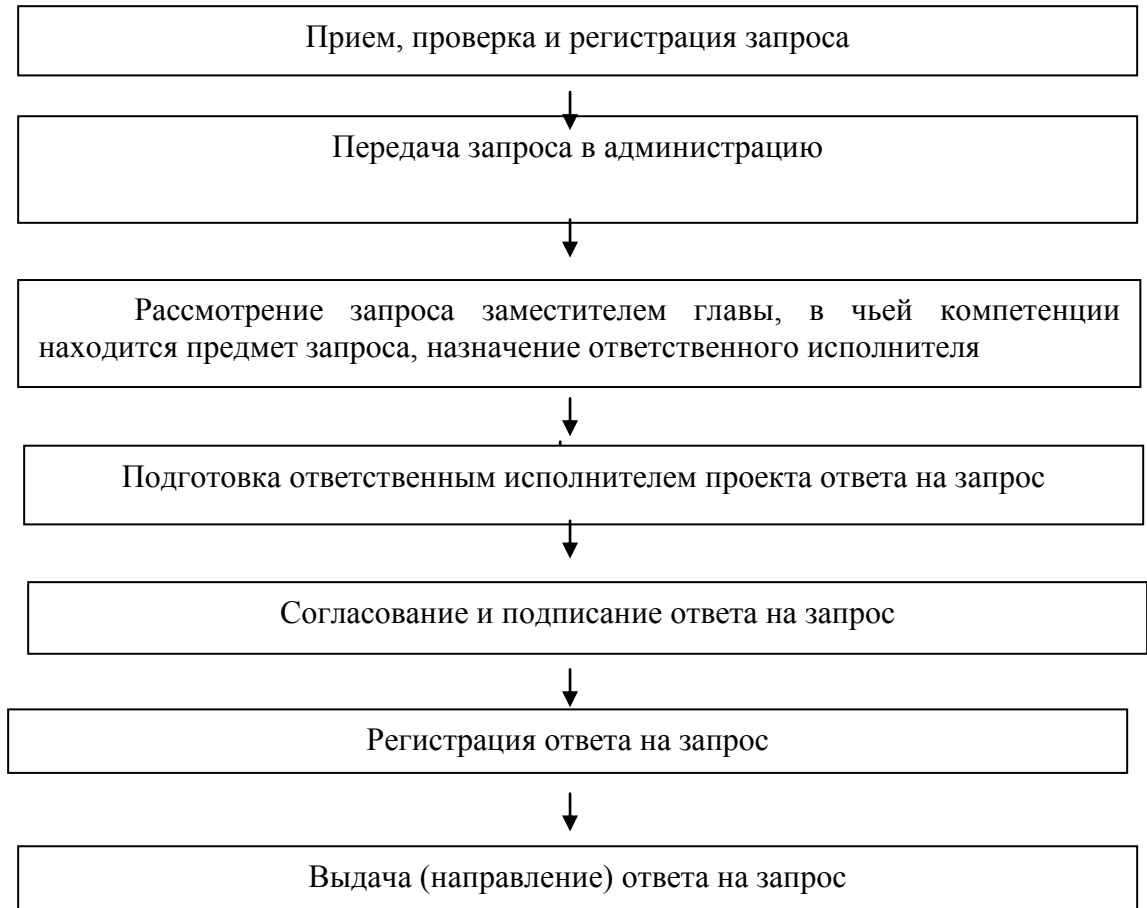 Прием, проверка и регистрация запроса
Передача запроса в администрацию
Рассмотрение запроса заместителем главы, в чьей компетенции
находится предмет запроса, назначение ответственного исполнителя
Подготовка ответственным исполнителем проекта ответа на запрос
Согласование и подписание ответа на запрос
Регистрация ответа на запрос
Выдача (направление) ответа на запрос